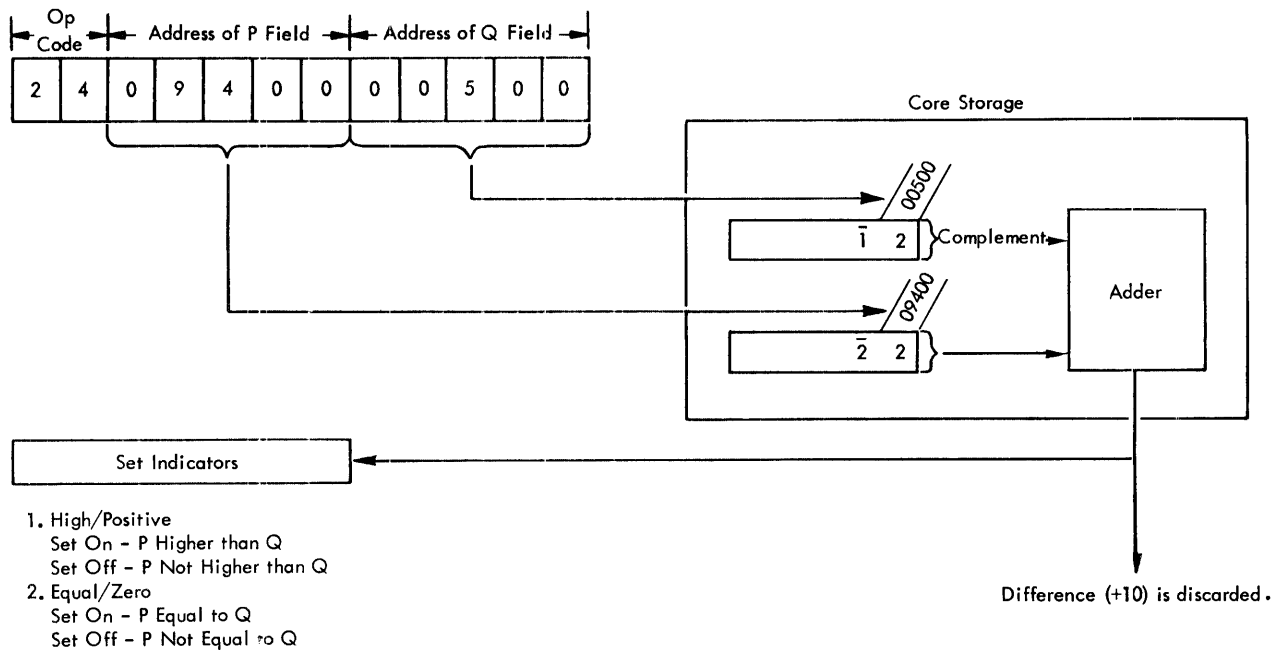 Op
Code
Address of P Field
Address of Q Field
2 4 0 9 4 0 0 0 0 5 0 0
Core Storage
00500
1̄ 2
Complement
09400
2̄ 2
Adder
Set Indicators
1. High/Positive
Set On - P Higher than Q
Set Off - P Not Higher than Q
2. Equal/Zero
Set On - P Equal to Q
Set Off - P Not Equal to Q
Difference (+10) is discarded.